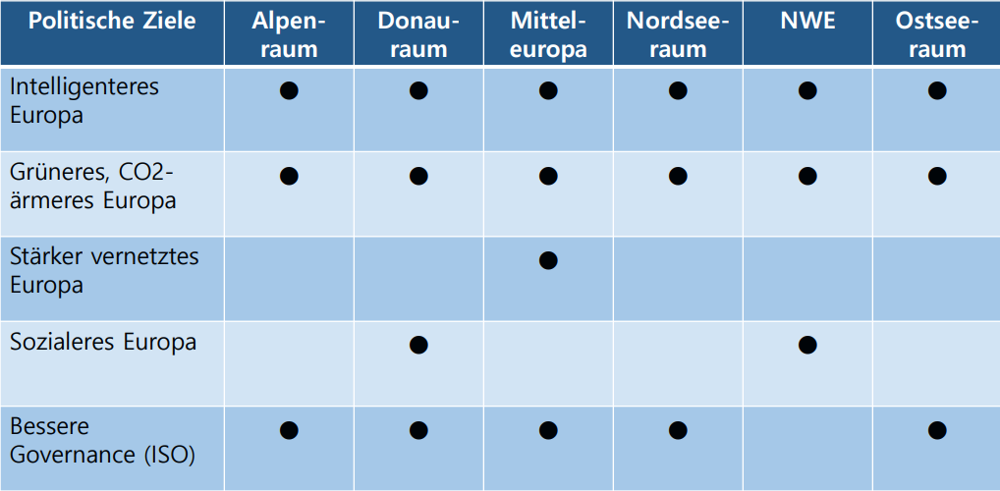 Politische Ziele
Alpen-
raum
Donau-
raum
Mittel-
europa
Nordsee-
raum
NWE
Ostsee-
raum
Intelligenteres
Europa
● ● ● ● ● ●
Grüneres, CO2-
ärmeres Europa
● ● ● ● ● ●
Stärker vernetztes
Europa
●
Sozialeres Europa
● ●
Bessere
Governance (ISO)
● ● ● ● ●